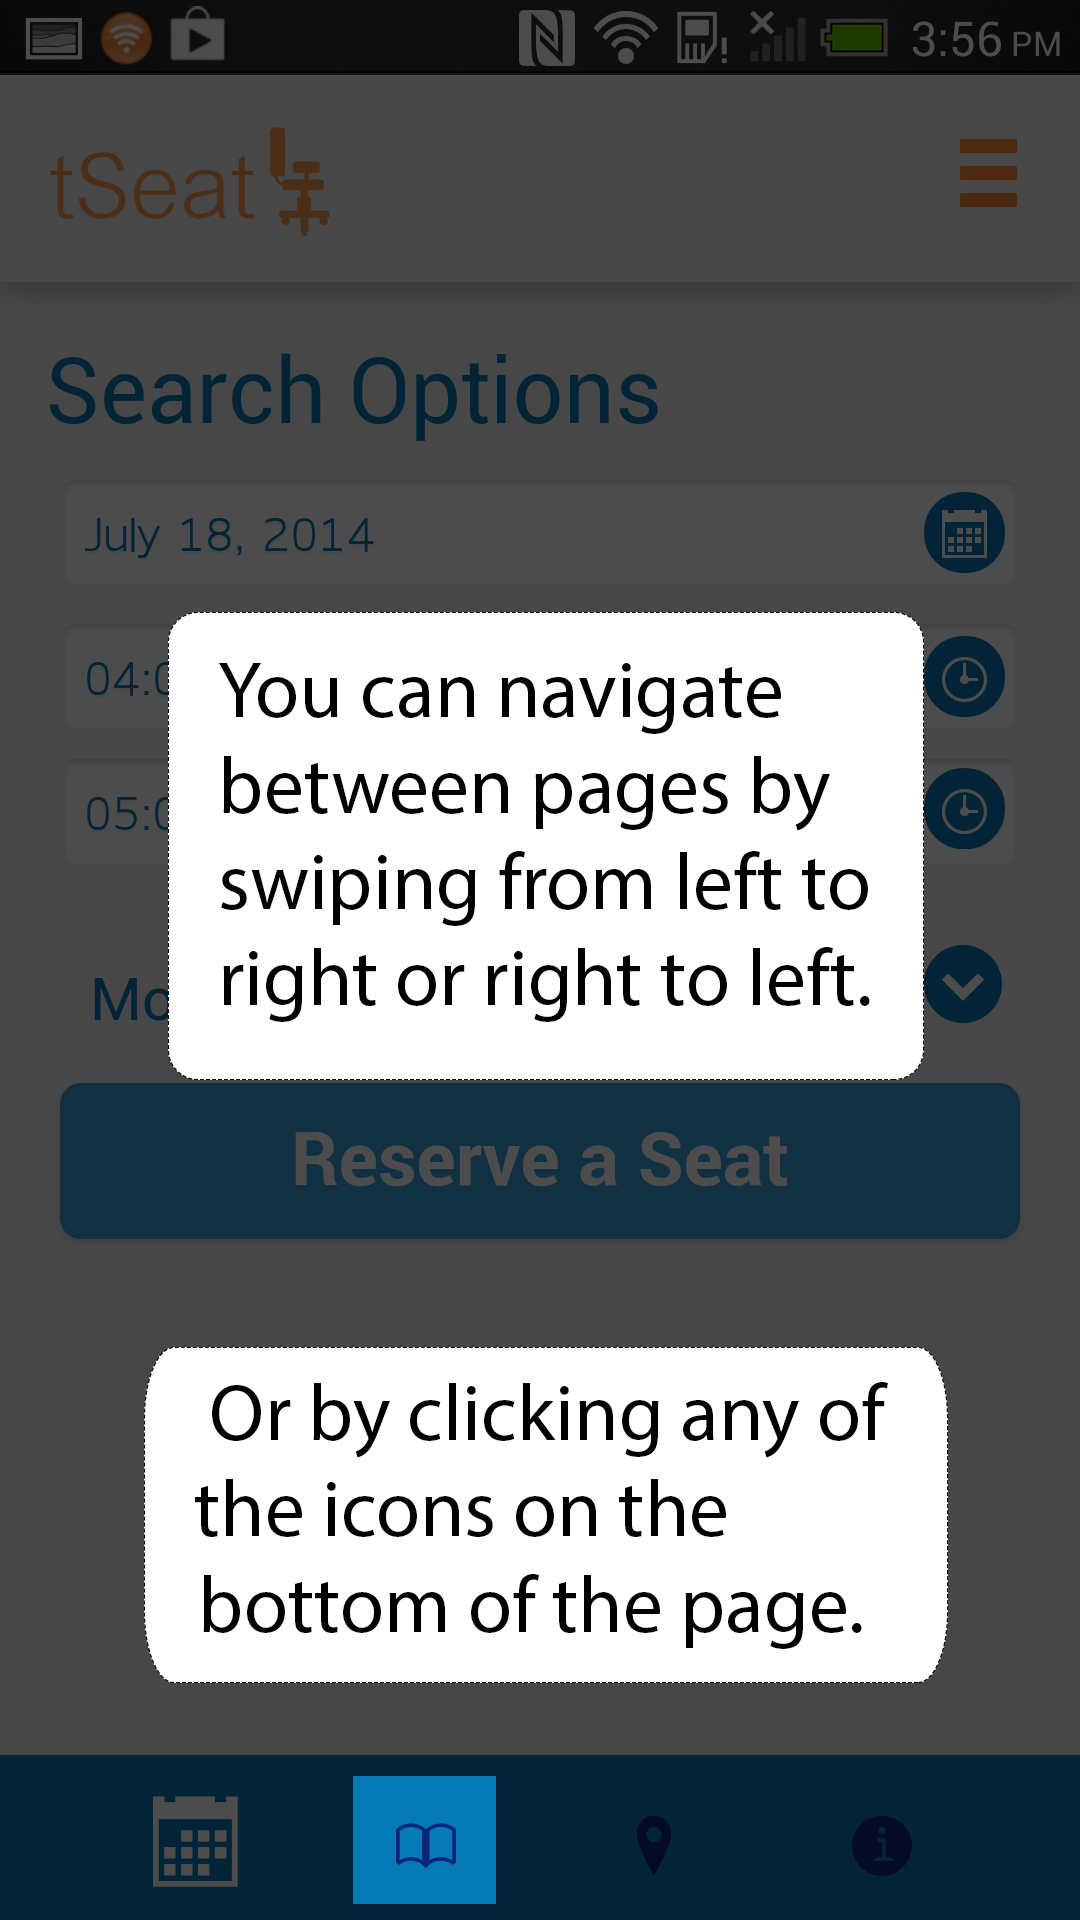 3:56 PM
tSeat
Search Options
July 18, 2014
04:0
05:0
You can navigate
between pages by
swiping from left to
right or right to left.
Mo
Reserve a Seat
Or by clicking any of
the icons on the
bottom of the page.